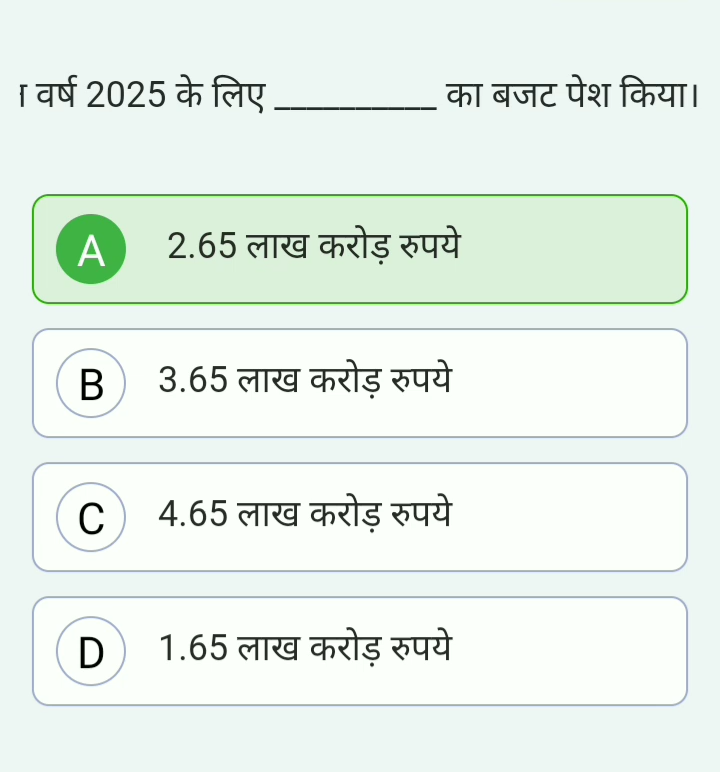 वर्ष 2025 के लिए __________ का बजट पेश किया।
A 2.65 लाख करोड़ रुपये
B 3.65 लाख करोड़ रुपये
C 4.65 लाख करोड़ रुपये
D 1.65 लाख करोड़ रुपये